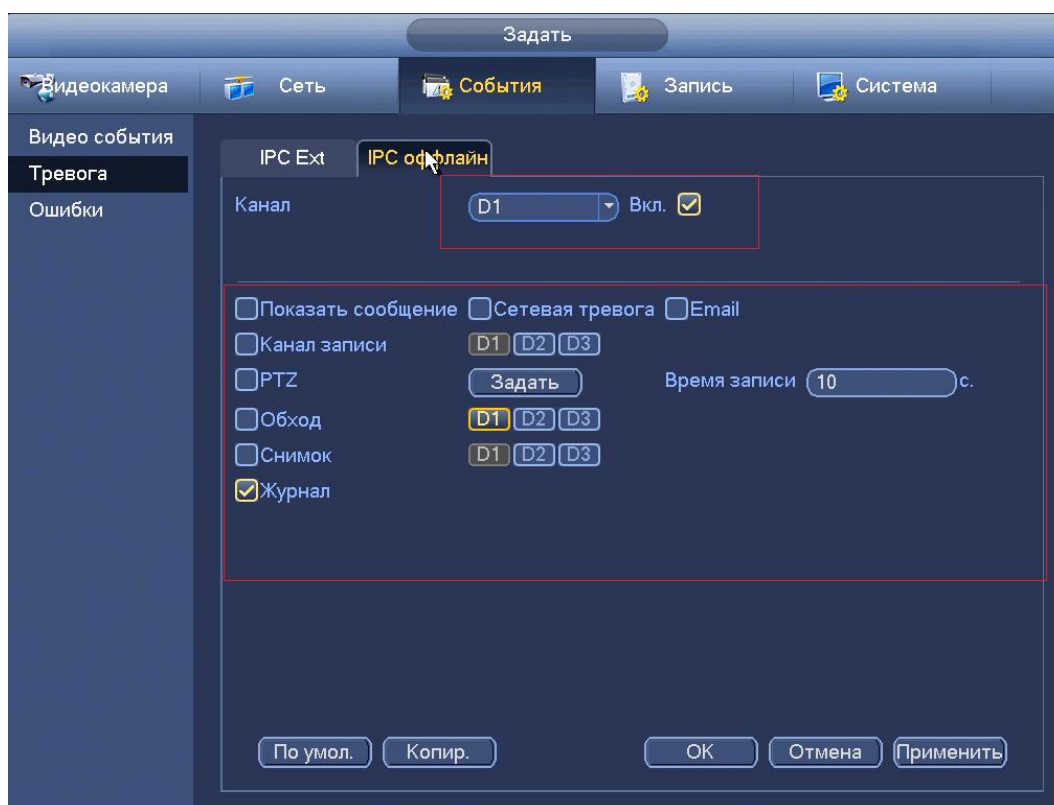 Задать
Видеокамера Сеть События Запись Система
Видео события
Тревога
Ошибки
IPC Ext IPC оффлайн
Канал D1 Вкл.
Показать сообщение Сетевая тревога Email
Канал записи D1 D2 D3
PTZ Задать Время записи 10 с.
Обход D1 D2 D3
Снимок D1 D2 D3
Журнал
По умол. Копир. OK Отмена Применить